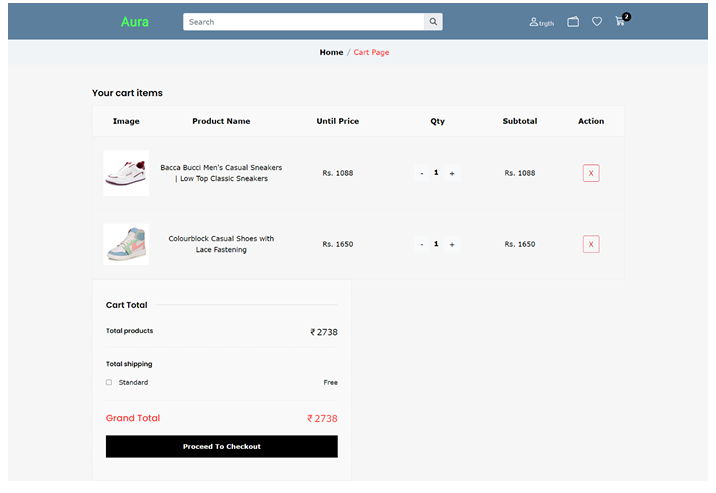 Aura
Search
trgth
2
Home / Cart Page
Your cart items
Image Product Name Until Price Qty Subtotal Action
Bacca Bucci Men's Casual Sneakers
| Low Top Classic Sneakers
Rs. 1088 - 1 + Rs. 1088 X
Colourblock Casual Shoes with
Lace Fastening
Rs. 1650 - 1 + Rs. 1650 X
Cart Total
Total products ₹ 2738
Total shipping
Standard Free
Grand Total ₹ 2738
Proceed To Checkout